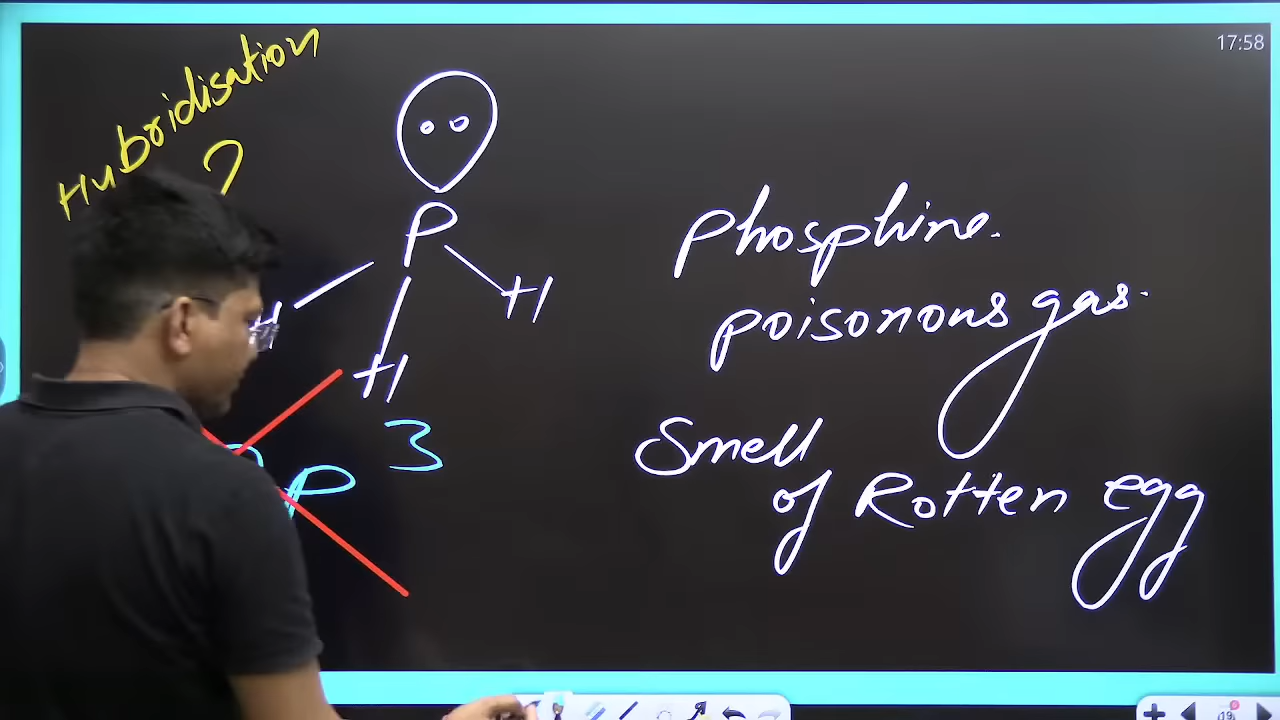 17:58
Hybridisation
?
P
H
H
3
p
Phosphine.
poisonous gas.
Smell
of Rotten egg